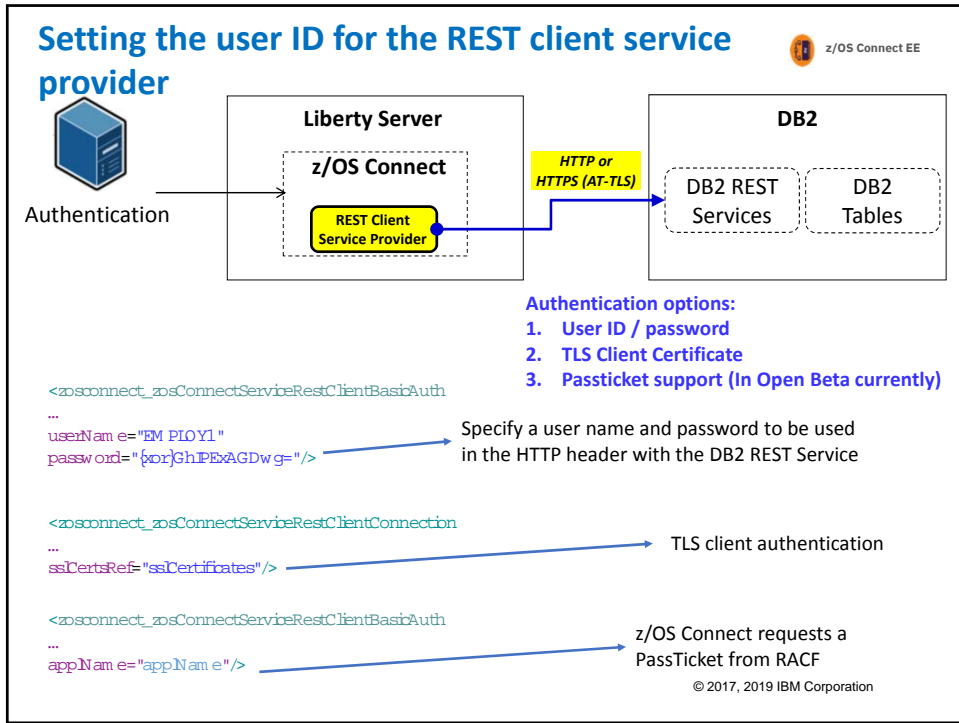 Setting the user ID for the REST client service
provider
z/OS Connect EE
Authentication
Liberty Server
z/OS Connect
REST Client
Service Provider
HTTP or
HTTPS (AT-TLS)
DB2
DB2 REST
Services
DB2
Tables
Authentication options:
1. User ID / password
2. TLS Client Certificate
3. Passticket support (In Open Beta currently)
<zosconnect_zosConnectServiceRestClientBasicAuth
…
userName="EMPLOY1"
password="{xor}GhIPExAGDwg="/>
Specify a user name and password to be used
in the HTTP header with the DB2 REST Service
<zosconnect_zosConnectServiceRestClientConnection
…
sslCertsRef="sslCertificates"/>
TLS client authentication
<zosconnect_zosConnectServiceRestClientBasicAuth
…
applName="applName"/>
z/OS Connect requests a
PassTicket from RACF
© 2017, 2019 IBM Corporation